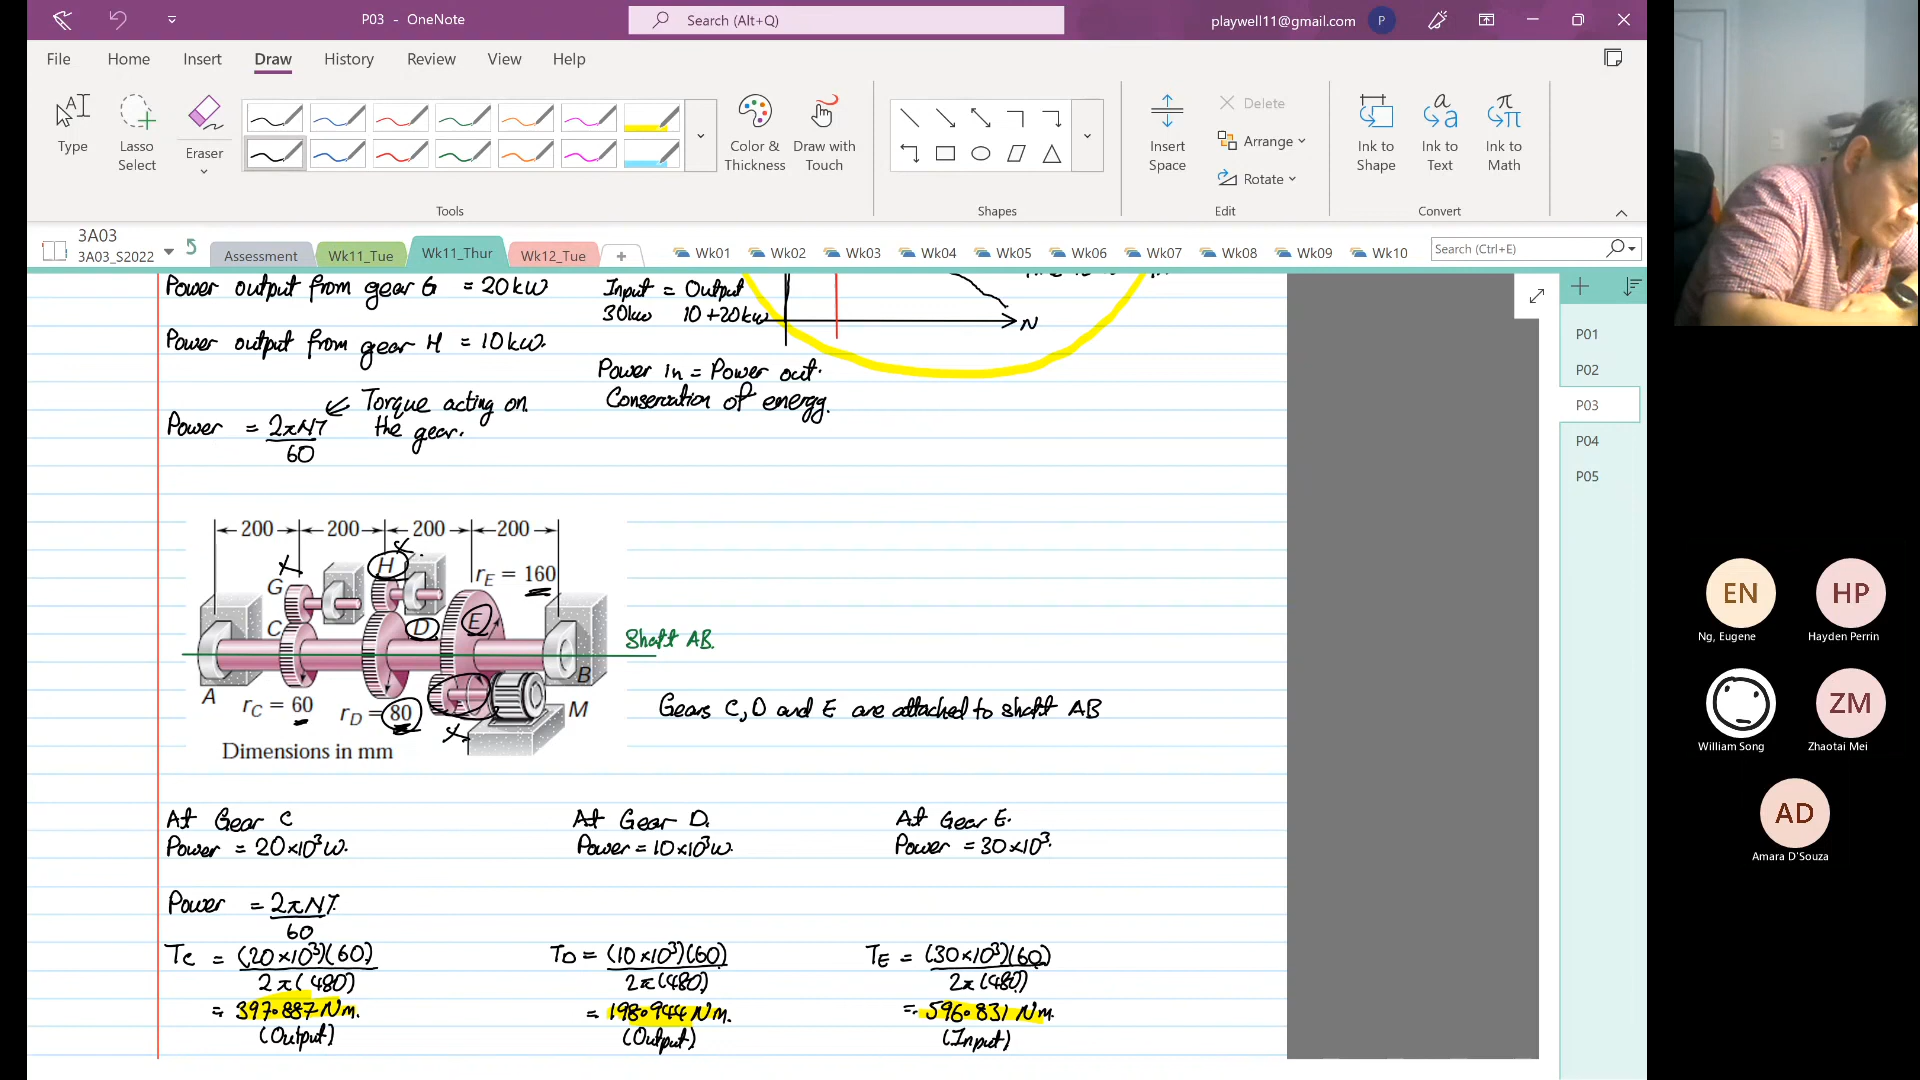 P03 - OneNote
Search (Alt+Q)
playwell11@gmail.com
P
File
Home
Insert
Draw
History
Review
View
Help
Type
Lasso Select
Eraser
Color & Thickness
Draw with Touch
Insert Space
Delete
Arrange
Rotate
Ink to Shape
Ink to Text
Ink to Math
Tools
Shapes
Edit
Convert
3A03
3A03_S2022
Assessment
Wk11_Tue
Wk11_Thur
Wk12_Tue
Wk01
Wk02
Wk03
Wk04
Wk05
Wk06
Wk07
Wk08
Wk09
Wk10
Search (Ctrl+E)
P01
P02
P03
P04
P05
Power output from gear G = 20kW
Power output from gear H = 10kW.
Input = Output
30kw 10+20kw
N
Power in = Power out.
Conservation of energy.
Power = 2πNT
60
Torque acting on
the gear.
200 200 200 200
G
H
rE = 160
C
D
E
Shaft AB.
A
B
rC = 60
rD = 80
F
M
Dimensions in mm
Gears C, D and E are attached to shaft AB
At Gear C
Power = 20×10³W.
At Gear D.
Power = 10×10³W.
At Gear E.
Power = 30×10³.
Power = 2πNT.
60
Tc = (20×10³)(60)
2π(480)
= 397.887 Nm.
(Output)
TD = (10×10³)(60)
2π(480)
= 198.944 Nm.
(Output)
TE = (30×10³)(60)
2π(480)
= 596.831 Nm.
(Input)
EN
Ng, Eugene
HP
Hayden Perrin
William Song
ZM
Zhaotai Mei
AD
Amara D'Souza